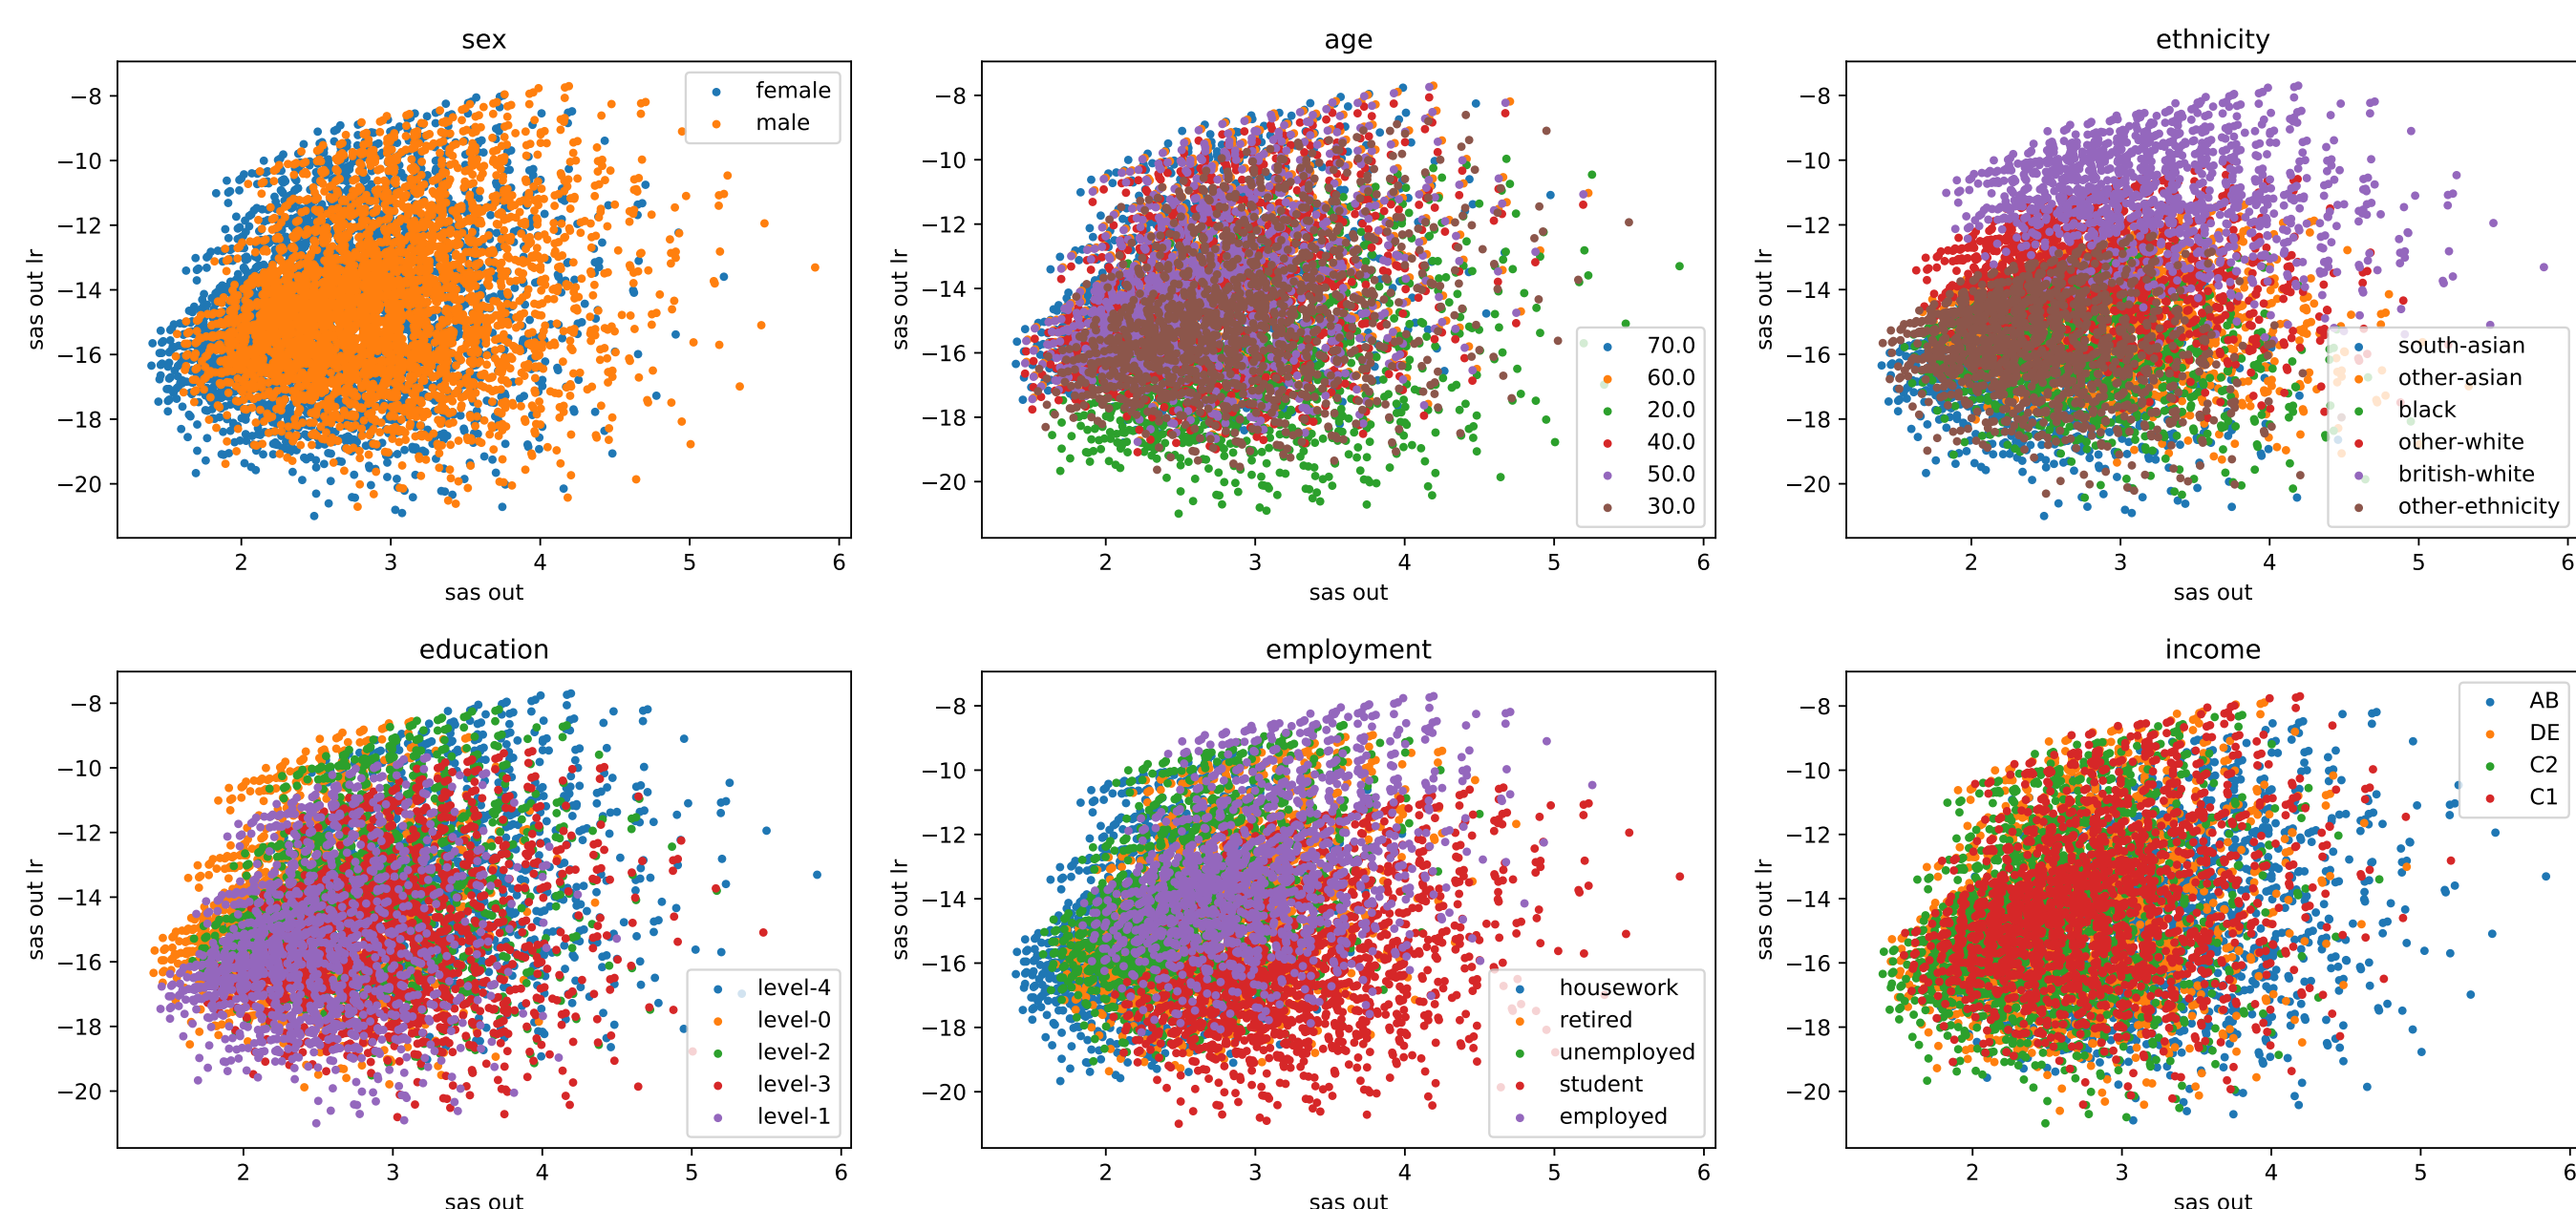 sex
−8
−10
−12
−14
−16
−18
−20
sas out lr
female
male
2 3 4 5 6
sas out
age
−8
−10
−12
−14
−16
−18
−20
sas out lr
70.0
60.0
20.0
40.0
50.0
30.0
2 3 4 5 6
sas out
ethnicity
−8
−10
−12
−14
−16
−18
−20
sas out lr
south-asian
other-asian
black
other-white
british-white
other-ethnicity
2 3 4 5 6
sas out
education
−8
−10
−12
−14
−16
−18
−20
sas out lr
level-4
level-0
level-2
level-3
level-1
2 3 4 5 6
sas out
employment
−8
−10
−12
−14
−16
−18
−20
sas out lr
housework
retired
unemployed
student
employed
2 3 4 5 6
sas out
income
−8
−10
−12
−14
−16
−18
−20
sas out lr
AB
DE
C2
C1
2 3 4 5 6
sas out